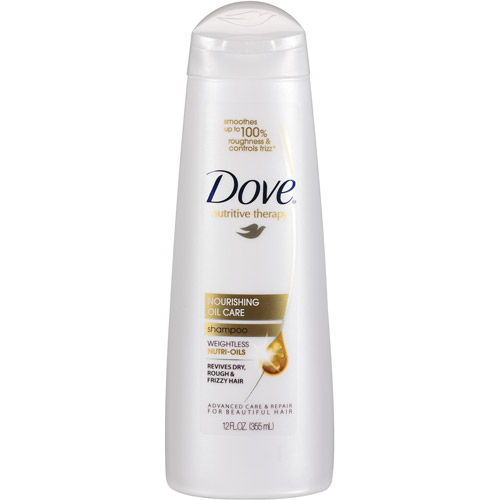 smoothes
up to 100%
roughness &
controls frizz*
Dove
nutritive therapy
NOURISHING
OIL CARE
shampoo
WEIGHTLESS
NUTRI-OILS
REVIVES DRY,
ROUGH &
FRIZZY HAIR
ADVANCED CARE & REPAIR
FOR BEAUTIFUL HAIR
12 FL.OZ. (355 mL)